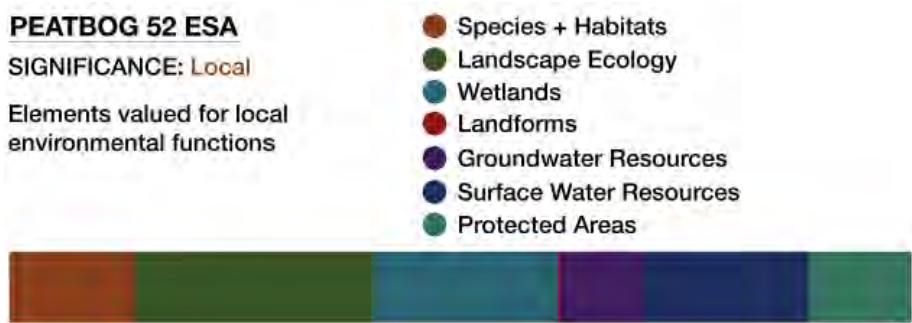 PEATBOG 52 ESA
SIGNIFICANCE: Local
Elements valued for local
environmental functions
Species + Habitats
Landscape Ecology
Wetlands
Landforms
Groundwater Resources
Surface Water Resources
Protected Areas